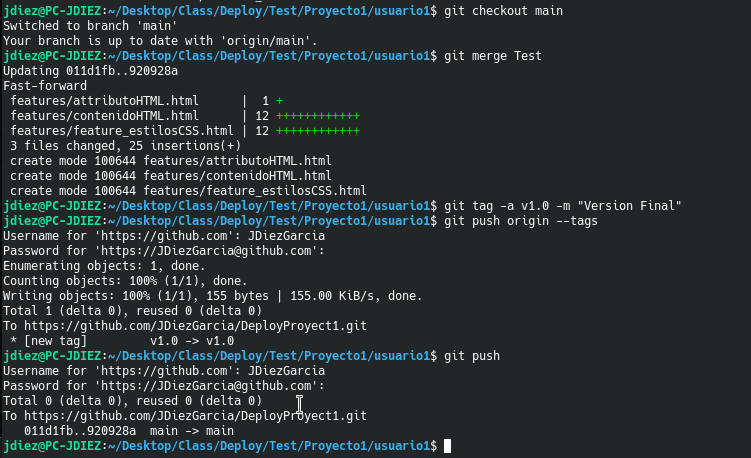 jdiez@PC-JDIEZ:~/Desktop/Class/Deploy/Test/Proyecto1/usuario1$ git checkout main
Switched to branch 'main'
Your branch is up to date with 'origin/main'.
jdiez@PC-JDIEZ:~/Desktop/Class/Deploy/Test/Proyecto1/usuario1$ git merge Test
Updating 011d1fb..920928a
Fast-forward
 features/attributoHTML.html      |  1 +
 features/contenidoHTML.html      | 12 ++++++++++++
 features/feature_estilosCSS.html | 12 ++++++++++++
 3 files changed, 25 insertions(+)
 create mode 100644 features/attributoHTML.html
 create mode 100644 features/contenidoHTML.html
 create mode 100644 features/feature_estilosCSS.html
jdiez@PC-JDIEZ:~/Desktop/Class/Deploy/Test/Proyecto1/usuario1$ git tag -a v1.0 -m "Version Final"
jdiez@PC-JDIEZ:~/Desktop/Class/Deploy/Test/Proyecto1/usuario1$ git push origin --tags
Username for 'https://github.com': JDiezGarcia
Password for 'https://JDiezGarcia@github.com':
Enumerating objects: 1, done.
Counting objects: 100% (1/1), done.
Writing objects: 100% (1/1), 155 bytes | 155.00 KiB/s, done.
Total 1 (delta 0), reused 0 (delta 0)
To https://github.com/JDiezGarcia/DeployProyect1.git
 * [new tag]         v1.0 -> v1.0
jdiez@PC-JDIEZ:~/Desktop/Class/Deploy/Test/Proyecto1/usuario1$ git push
Username for 'https://github.com': JDiezGarcia
Password for 'https://JDiezGarcia@github.com':
Total 0 (delta 0), reused 0 (delta 0)
To https://github.com/JDiezGarcia/DeployProyect1.git
   011d1fb..920928a  main -> main
jdiez@PC-JDIEZ:~/Desktop/Class/Deploy/Test/Proyecto1/usuario1$